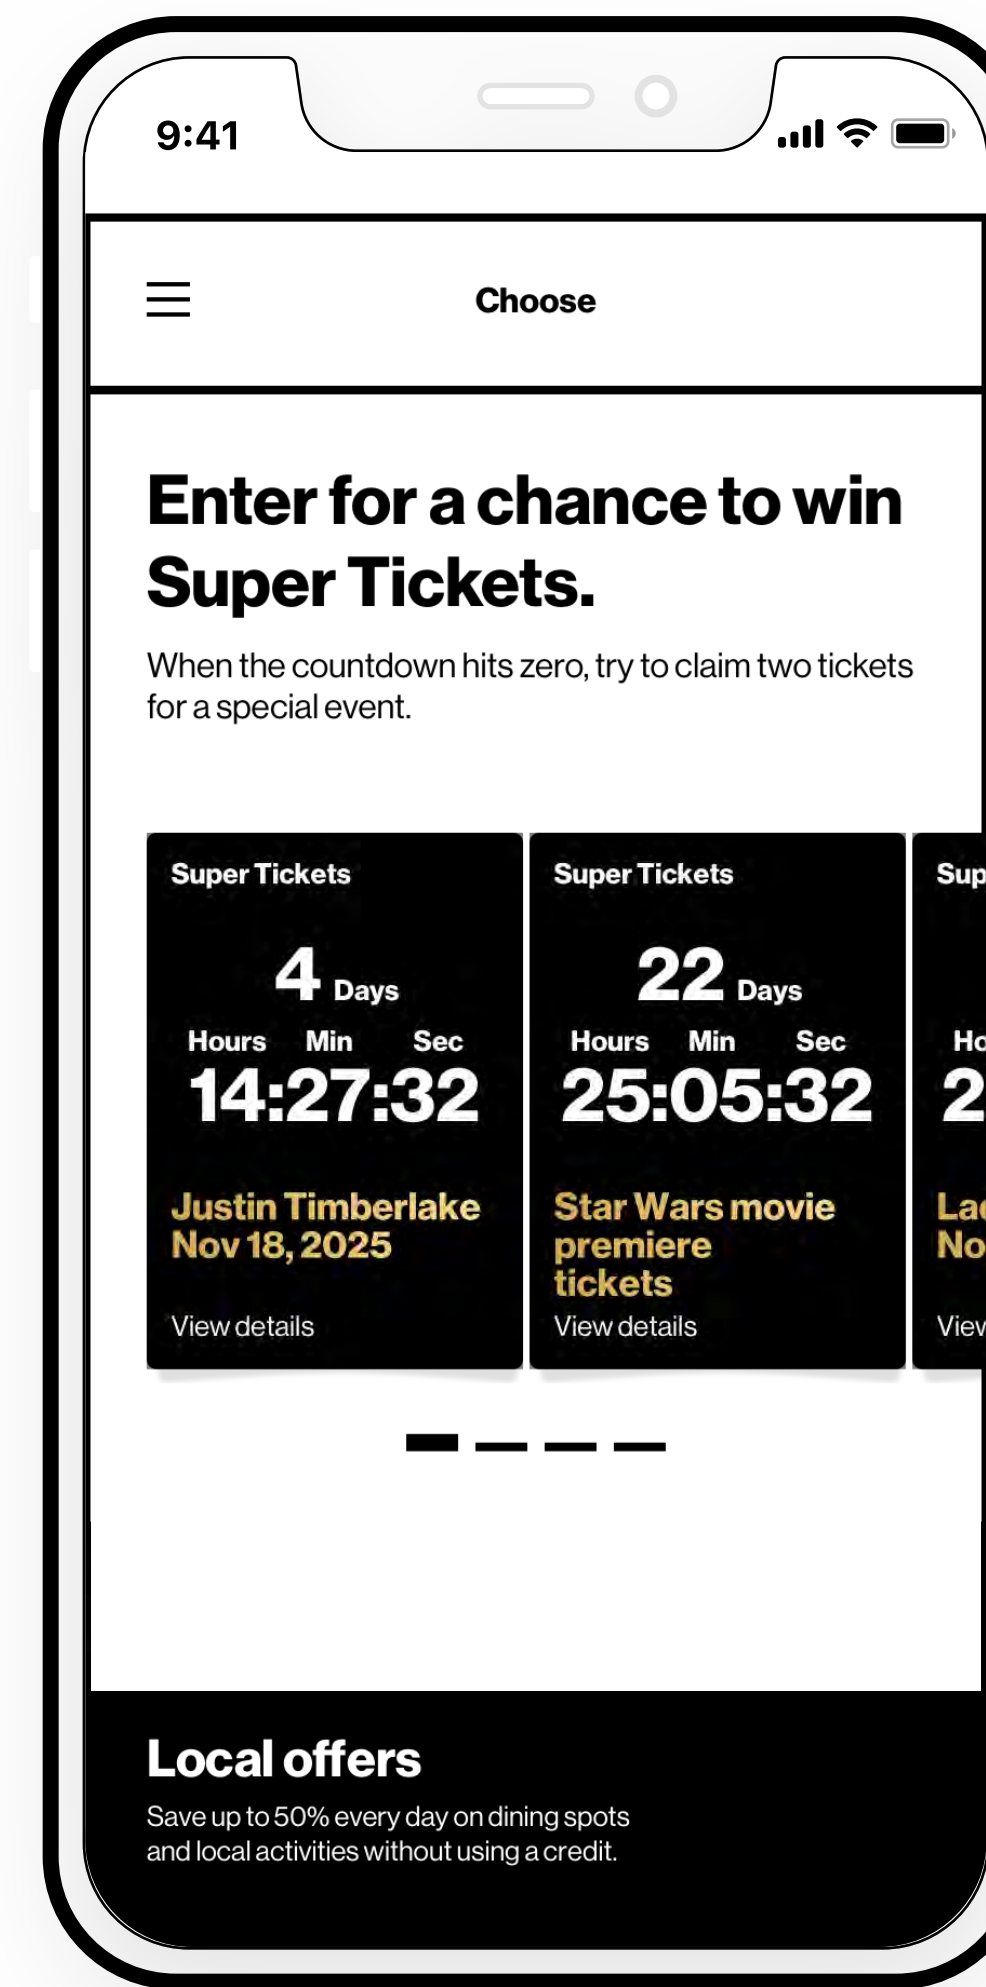 9:41
Choose
Enter for a chance to win
Super Tickets.
When the countdown hits zero, try to claim two tickets
for a special event.
Super Tickets
4 Days
Hours Min Sec
14:27:32
Justin Timberlake
Nov 18, 2025
View details
Super Tickets
22 Days
Hours Min Sec
25:05:32
Star Wars movie
premiere
tickets
View details
Local offers
Save up to 50% every day on dining spots
and local activities without using a credit.